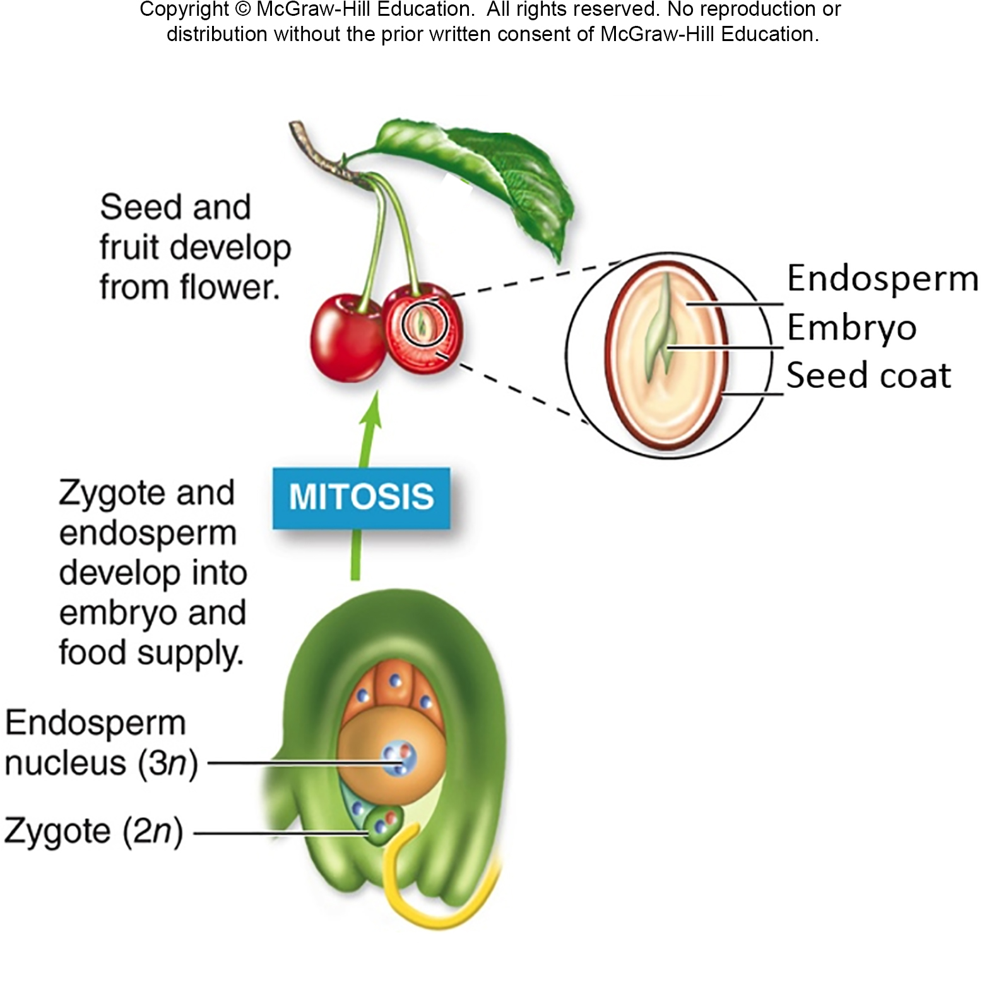 Copyright © McGraw-Hill Education.  All rights reserved. No reproduction or
distribution without the prior written consent of McGraw-Hill Education.
Seed and
fruit develop
from flower.
Endosperm
Embryo
Seed coat
MITOSIS
Zygote and
endosperm
develop into
embryo and
food supply.
Endosperm
nucleus (3n)
Zygote (2n)